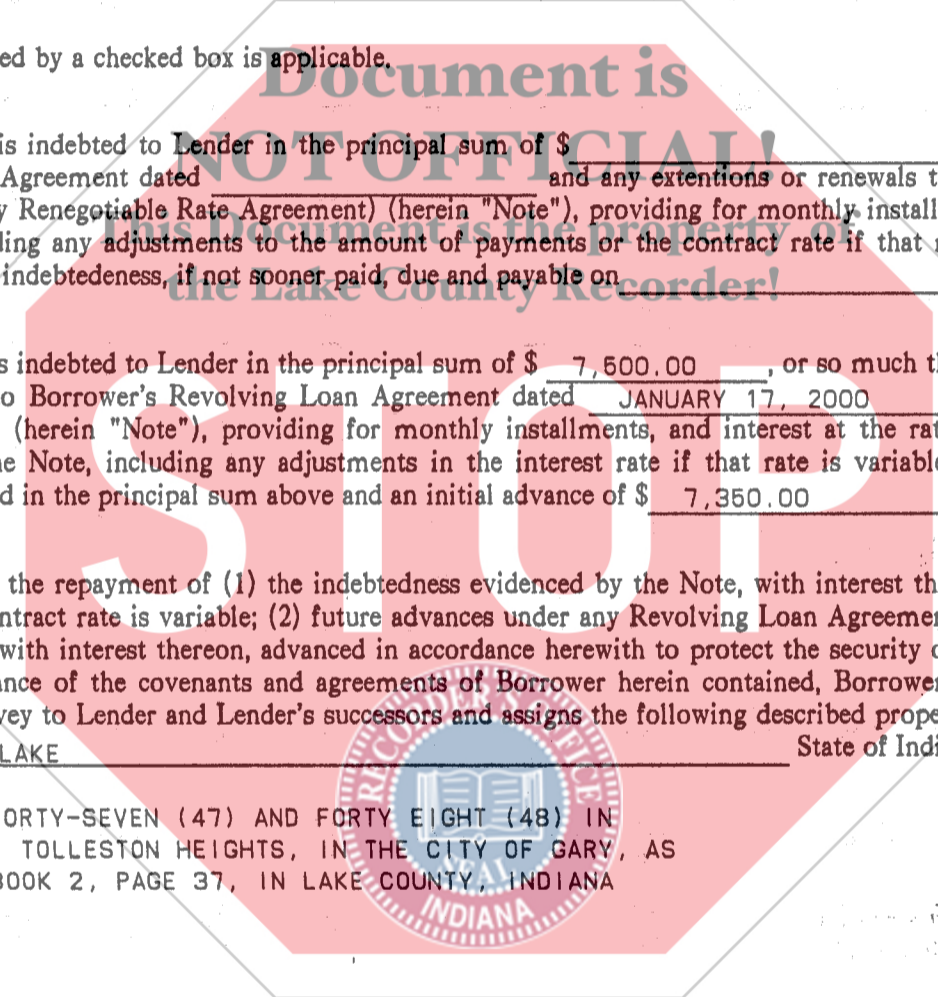 ed by a checked box is applicable.
Document is
NOT OFFICIAL!
This Document is the property of
the Lake County Recorder!
is indebted to Lender in the principal sum of $
Agreement dated and any extentions or renewals t
y Renegotiable Rate Agreement) (herein "Note"), providing for monthly install
ling any adjustments to the amount of payments or the contract rate if that
indebtedeness, if not sooner paid, due and payable on
s indebted to Lender in the principal sum of $ 7,500.00, or so much t
o Borrower's Revolving Loan Agreement dated JANUARY 17, 2000
(herein "Note"), providing for monthly installments, and interest at the rat
e Note, including any adjustments in the interest rate if that rate is variabl
d in the principal sum above and an initial advance of $ 7,350.00
STOP
the repayment of (1) the indebtedness evidenced by the Note, with interest th
ntract rate is variable; (2) future advances under any Revolving Loan Agreeme
with interest thereon, advanced in accordance herewith to protect the security
nce of the covenants and agreements of Borrower herein contained, Borrower
vey to Lender and Lender's successors and assigns the following described prope
LAKE State of Indi
ORTY-SEVEN (47) AND FORTY EIGHT (48) IN
TOLLESTON HEIGHTS, IN THE CITY OF GARY, AS
BOOK 2, PAGE 37, IN LAKE COUNTY, INDIANA
RECORDER'S OFFICE
SEAL
INDIANA